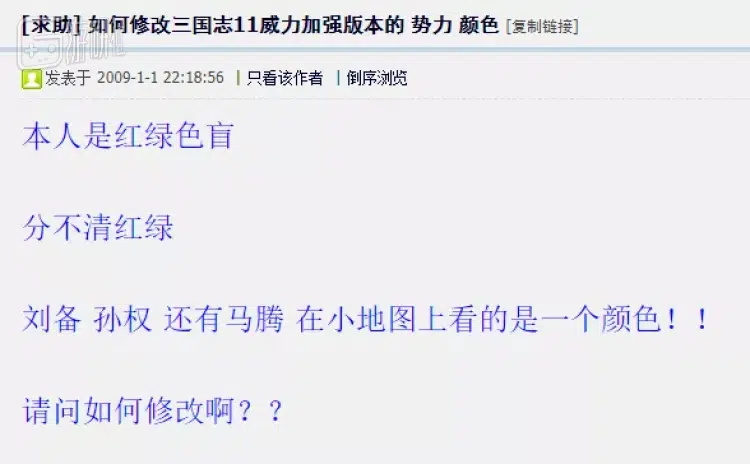 [求助] 如何修改三国志11威力加强版本的 势力 颜色 [复制链接]
发表于 2009-1-1 22:18:56 | 只看该作者 | 倒序浏览
本人是红绿色盲
分不清红绿
刘备 孙权 还有马腾 在小地图上看的是一个颜色！！
请问如何修改啊？？